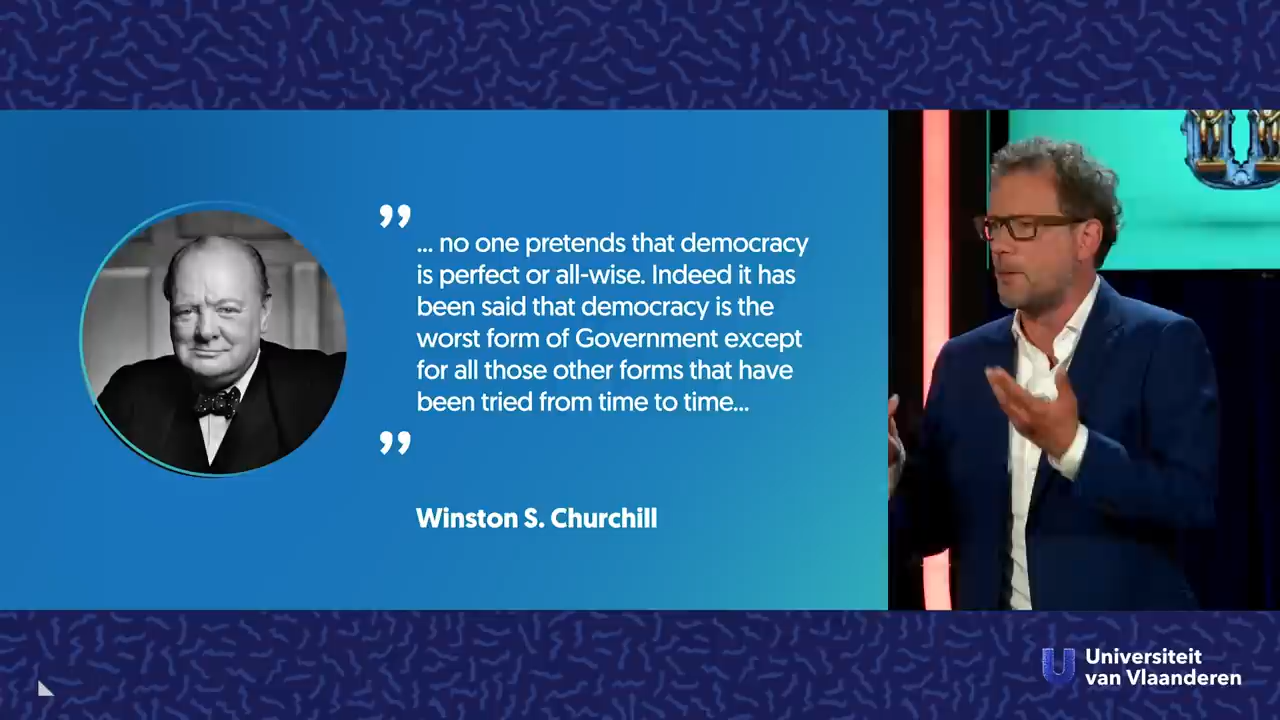 ”
... no one pretends that democracy
is perfect or all-wise. Indeed it has
been said that democracy is the
worst form of Government except
for all those other forms that have
been tried from time to time...
”
Winston S. Churchill
Universiteit
van Vlaanderen